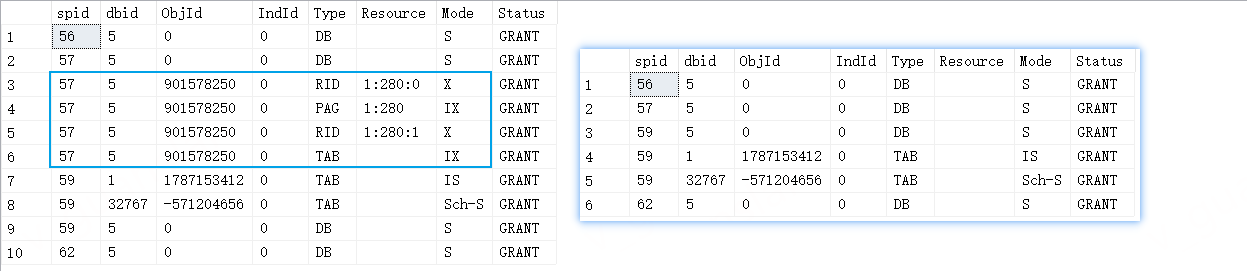 spid dbid ObjId IndId Type Resource Mode Status
1 56 5 0 0 DB S GRANT
2 57 5 0 0 DB S GRANT
3 57 5 901578250 0 RID 1:280:0 X GRANT
4 57 5 901578250 0 PAG 1:280 IX GRANT
5 57 5 901578250 0 RID 1:280:1 X GRANT
6 57 5 901578250 0 TAB IX GRANT
7 59 1 1787153412 0 TAB IS GRANT
8 59 32767 -571204656 0 TAB Sch-S GRANT
9 59 5 0 0 DB S GRANT
10 62 5 0 0 DB S GRANT
spid dbid ObjId IndId Type Resource Mode Status
1 56 5 0 0 DB S GRANT
2 57 5 0 0 DB S GRANT
3 59 5 0 0 DB S GRANT
4 59 1 1787153412 0 TAB IS GRANT
5 59 32767 -571204656 0 TAB Sch-S GRANT
6 62 5 0 0 DB S GRANT